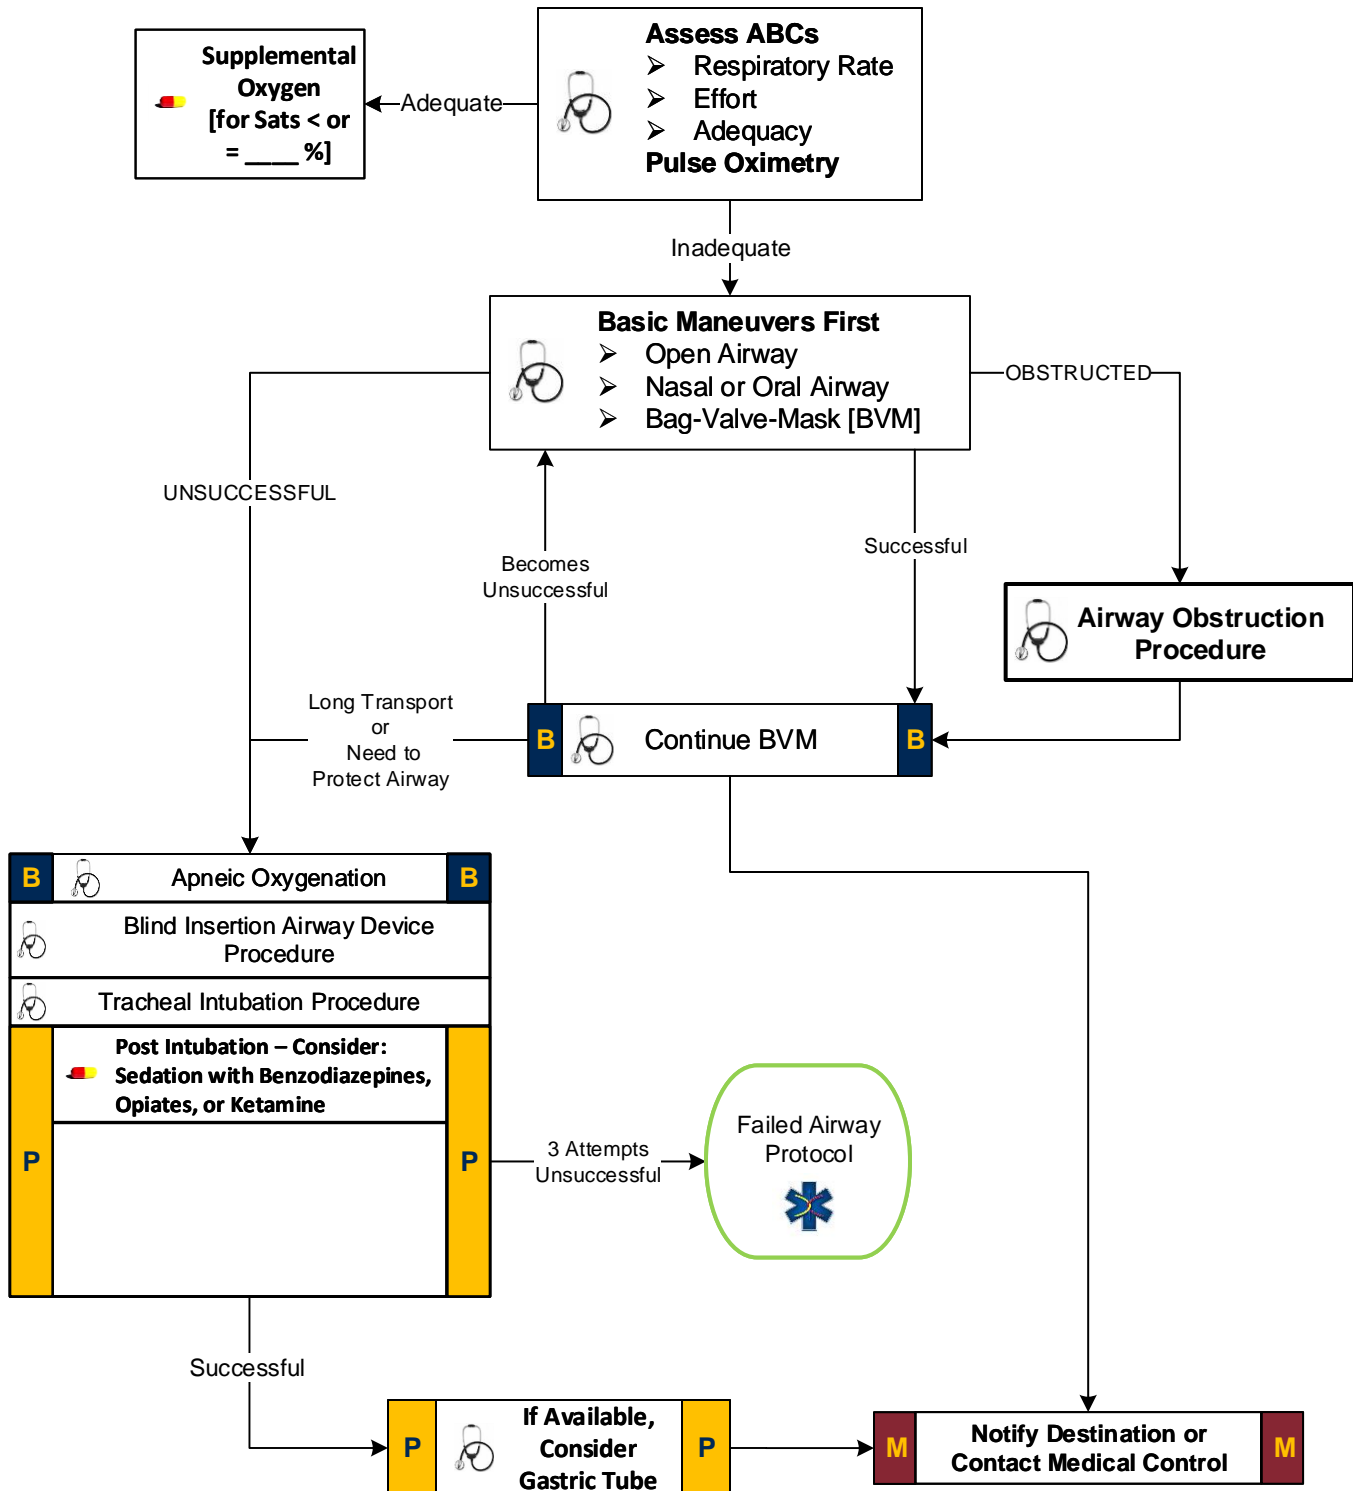 Supplemental
Oxygen
[for Sats < or
= ____ %]
Adequate
Assess ABCs
➢ Respiratory Rate
➢ Effort
➢ Adequacy
Pulse Oximetry
Inadequate
Basic Maneuvers First
➢ Open Airway
➢ Nasal or Oral Airway
➢ Bag-Valve-Mask [BVM]
OBSTRUCTED
UNSUCCESSFUL
Becomes
Unsuccessful
Successful
Airway Obstruction
Procedure
Long Transport
or
Need to
Protect Airway
B Continue BVM B
B Apneic Oxygenation B
Blind Insertion Airway Device
Procedure
Tracheal Intubation Procedure
Post Intubation – Consider:
Sedation with Benzodiazepines,
Opiates, or Ketamine
P P
3 Attempts
Unsuccessful
Failed Airway
Protocol
Successful
P P
If Available,
Consider
Gastric Tube
M M
Notify Destination or
Contact Medical Control